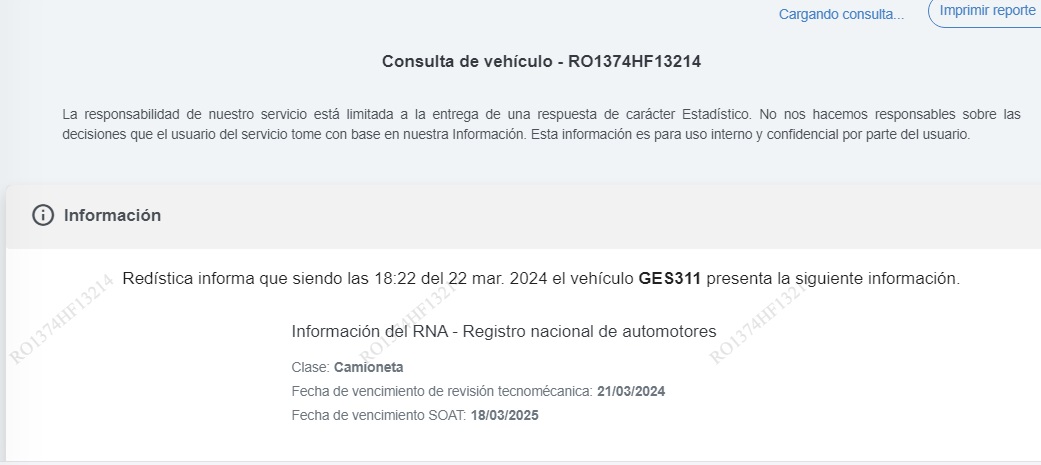 Cargando consulta...
Imprimir reporte
Consulta de vehículo - RO1374HF13214
La responsabilidad de nuestro servicio está limitada a la entrega de una respuesta de carácter Estadístico. No nos hacemos responsables sobre las
decisiones que el usuario del servicio tome con base en nuestra Información. Esta información es para uso interno y confidencial por parte del usuario.
Información
Redística informa que siendo las 18:22 del 22 mar. 2024 el vehículo GES311 presenta la siguiente información.
RO1374HF13214
RO1374HF13214
RO1374HF13214
Información del RNA - Registro nacional de automotores
Clase: Camioneta
Fecha de vencimiento de revisión tecnomécanica: 21/03/2024
Fecha de vencimiento SOAT: 18/03/2025